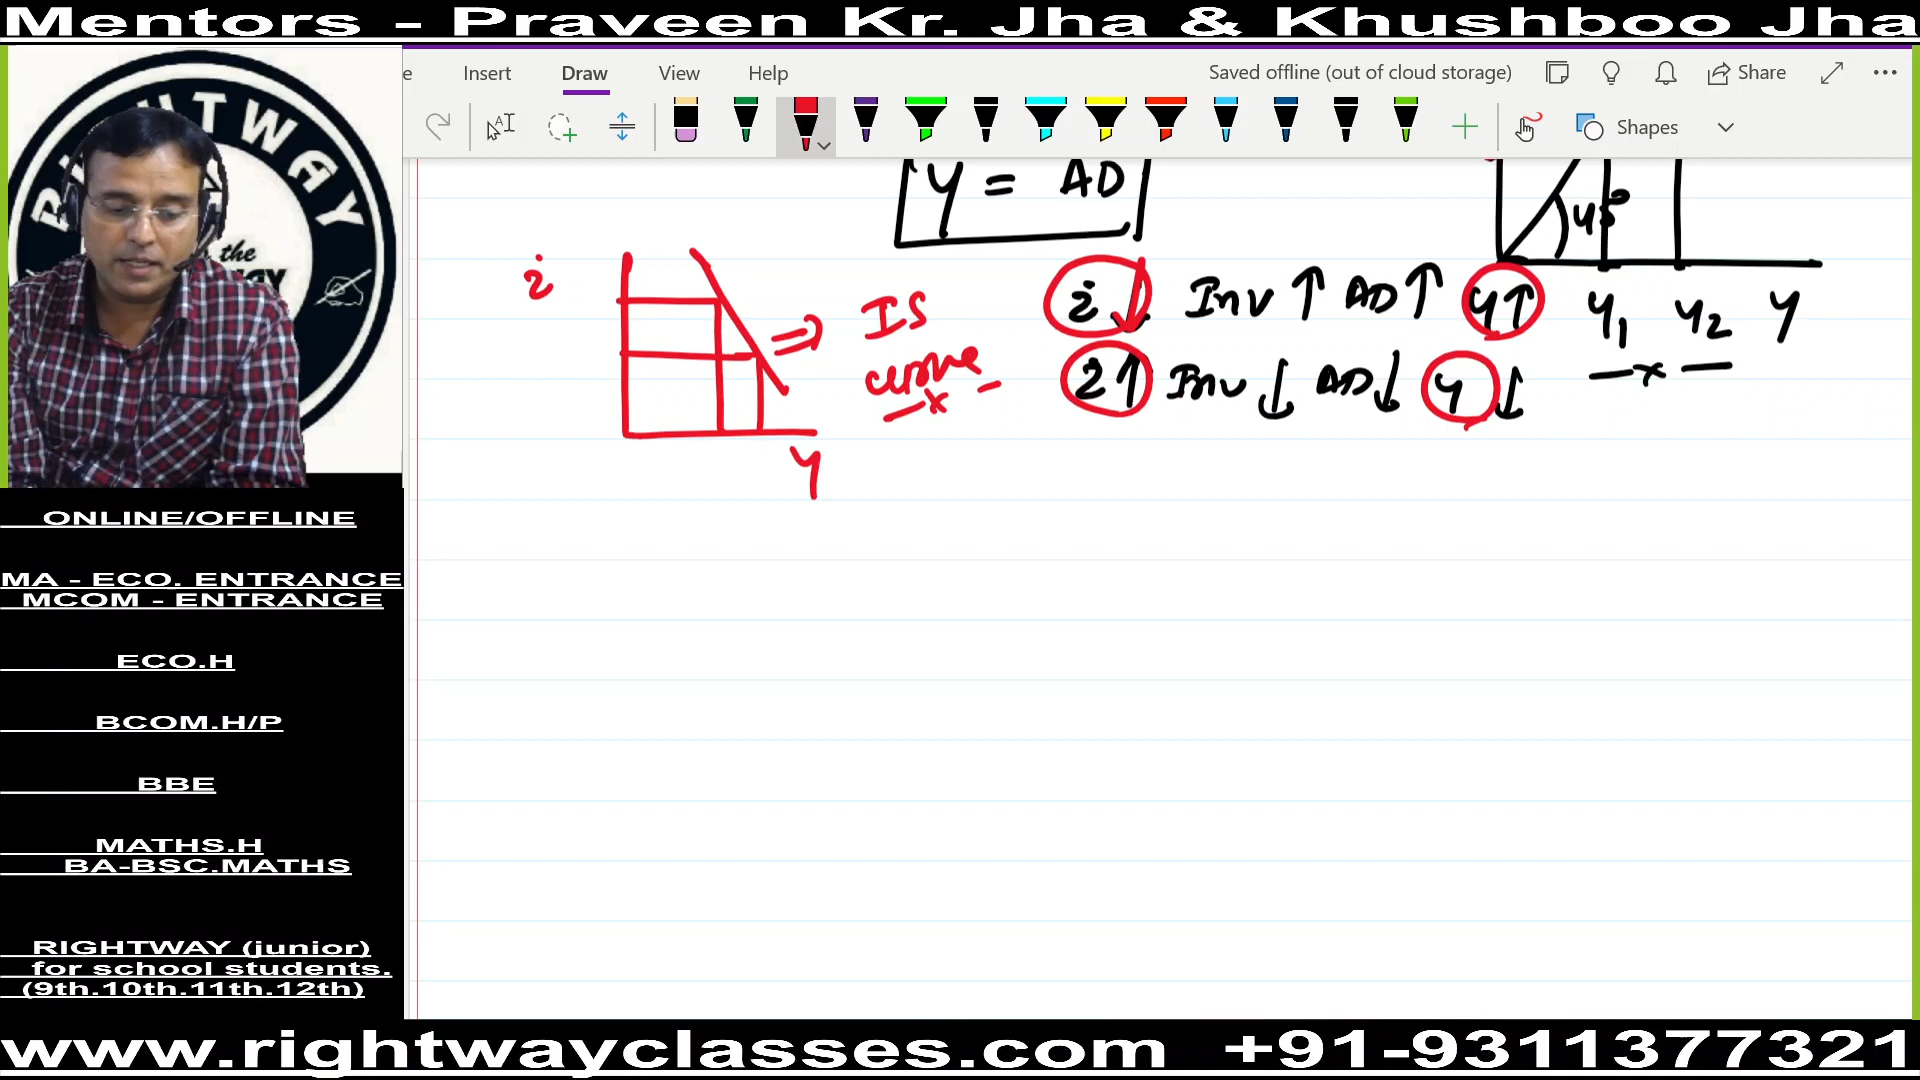 Mentors - Praveen Kr. Jha & Khushboo Jha
Insert Draw View Help Saved offline (out of cloud storage) Share
Shapes
RIGHTWAY
the
Y = AD
45°
i
i ↓ Inv ↑ AD ↑ Y↑ Y1 Y2 Y
⇒ IS
curve
i↑ Inv ↓ AD↓ Y ↓ — x —
— x —
Y
ONLINE/OFFLINE
MA - ECO. ENTRANCE
MCOM - ENTRANCE
ECO.H
BCOM.H/P
BBE
MATHS.H
BA-BSC.MATHS
RIGHTWAY (junior)
for school students.
(9th.10th.11th.12th)
www.rightwayclasses.com +91-9311377321